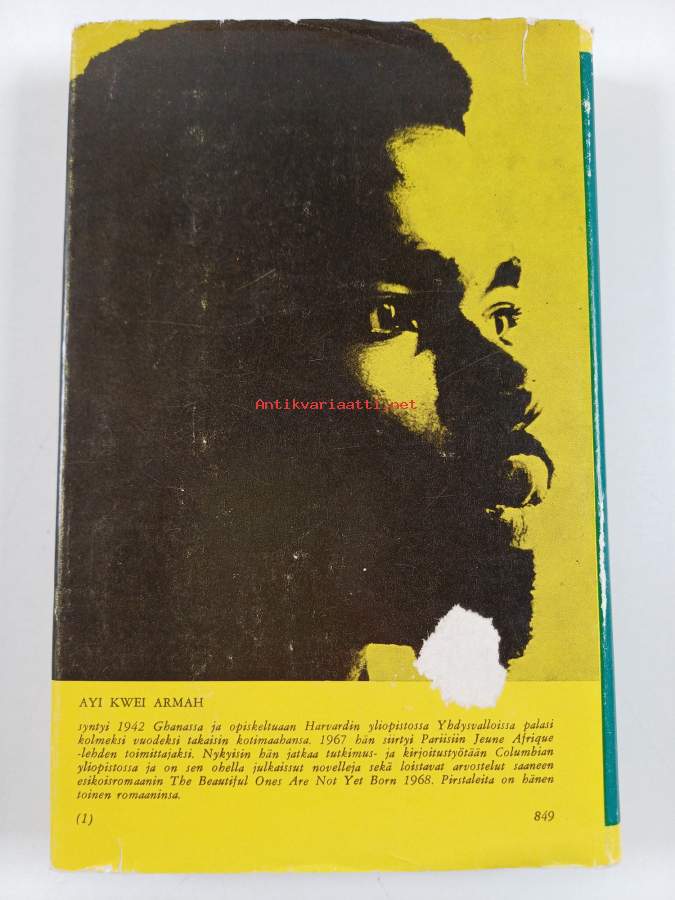 Antikvariaatti.net
AYI KWEI ARMAH
syntyi 1942 Ghanassa ja opiskeltuaan Harvardin yliopistossa Yhdysvalloissa palasi
kolmeksi vuodeksi takaisin kotimaahansa. 1967 hän siirtyi Pariisiin Jeune Afrique
-lehden toimittajaksi. Nykyisin hän jatkaa tutkimus- ja kirjoitustyötään Columbian
yliopistossa ja on sen ohella julkaissut novelleja sekä loistavat arvostelut saaneen
esikoisromaanin The Beautiful Ones Are Not Yet Born 1968. Pirstaleita on hänen
toinen romaaninsa.
(1) 849